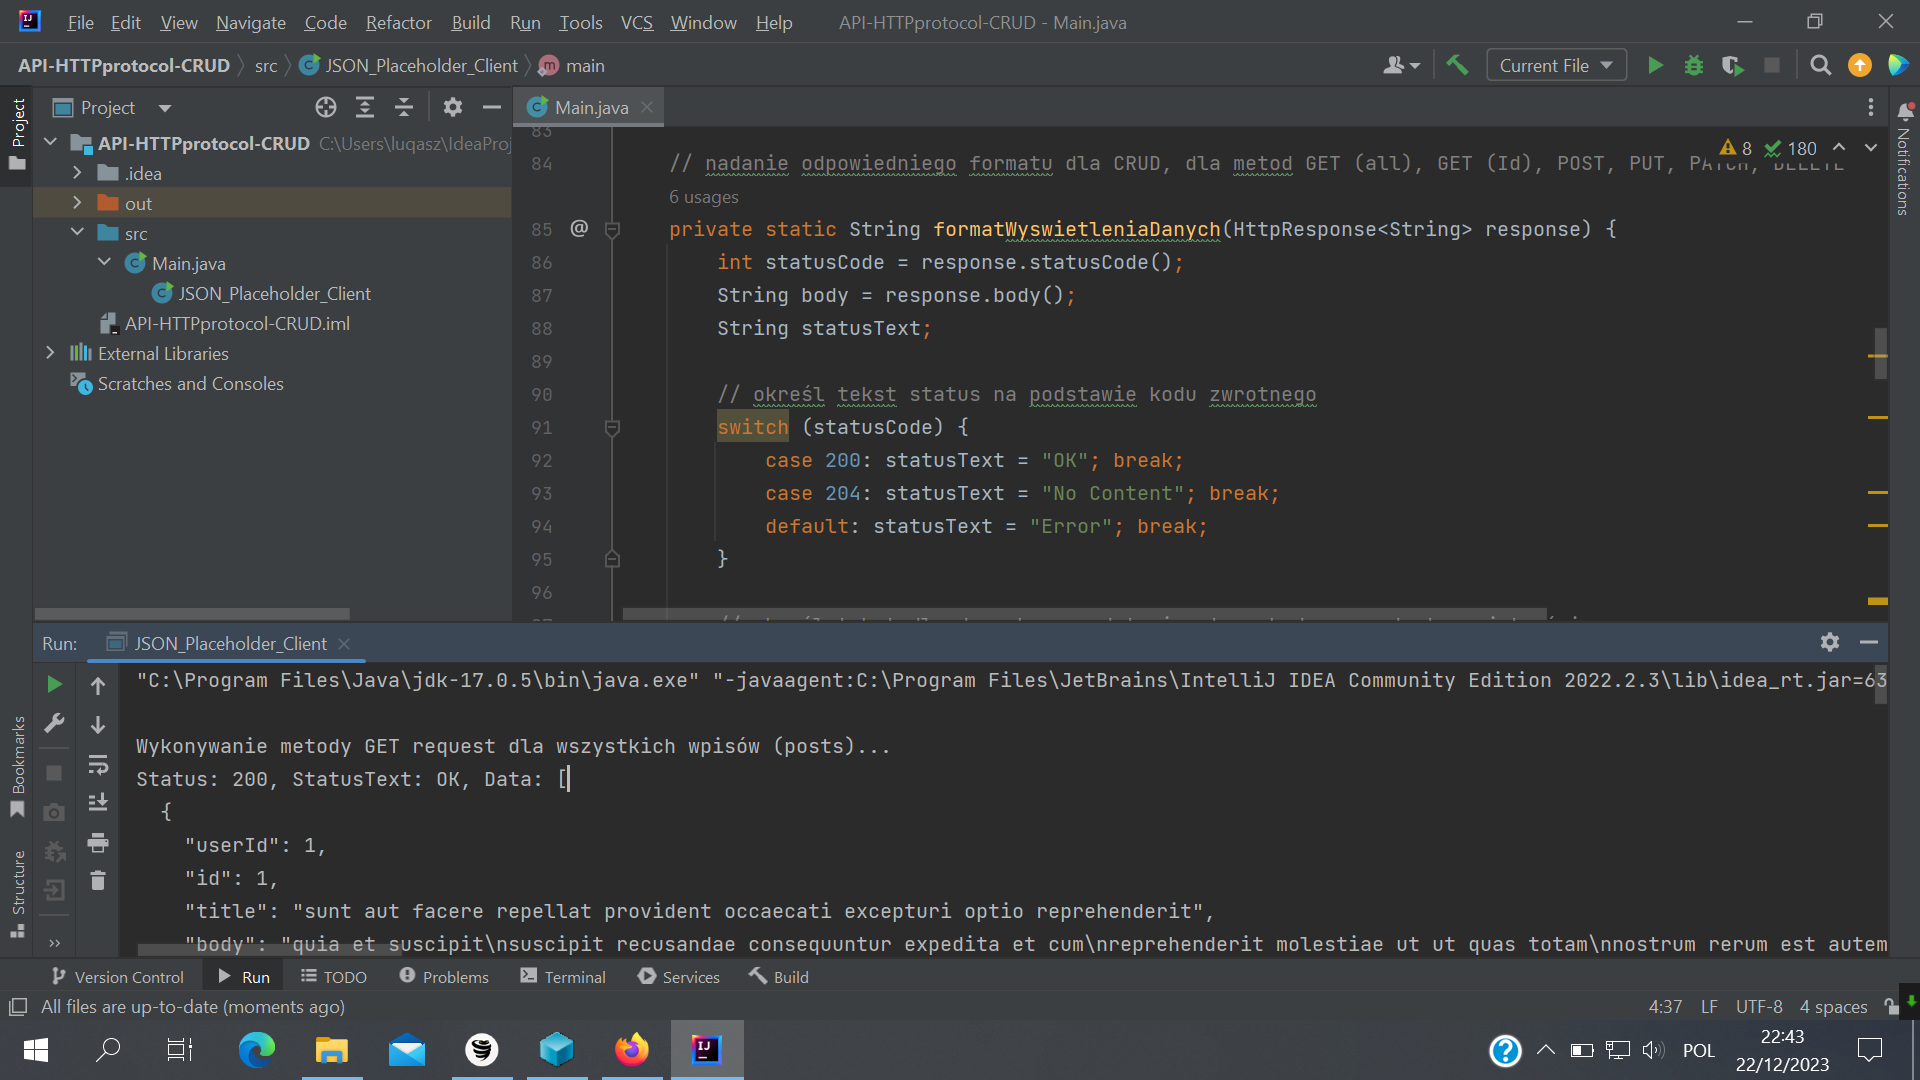 File Edit View Navigate Code Refactor Build Run Tools VCS Window Help API-HTTPprotocol-CRUD - Main.java
API-HTTPprotocol-CRUD src JSON_Placeholder_Client main
Current File
Project
Project
Main.java
Notifications
API-HTTPprotocol-CRUD C:\Users\luqasz\IdeaProj
.idea
out
src
Main.java
JSON_Placeholder_Client
API-HTTPprotocol-CRUD.iml
External Libraries
Scratches and Consoles
8 180
83
84 // nadanie odpowiedniego formatu dla CRUD, dla metod GET (all), GET (Id), POST, PUT, PATCH, DELETE
6 usages
85 @ private static String formatWyswietleniaDanych(HttpResponse<String> response) {
86 int statusCode = response.statusCode();
87 String body = response.body();
88 String statusText;
89
90 // określ tekst status na podstawie kodu zwrotnego
91 switch (statusCode) {
92 case 200: statusText = "OK"; break;
93 case 204: statusText = "No Content"; break;
94 default: statusText = "Error"; break;
95 }
96
Run: JSON_Placeholder_Client
"C:\Program Files\Java\jdk-17.0.5\bin\java.exe" "-javaagent:C:\Program Files\JetBrains\IntelliJ IDEA Community Edition 2022.2.3\lib\idea_rt.jar=63
Wykonywanie metody GET request dla wszystkich wpisów (posts)...
Status: 200, StatusText: OK, Data: [
{
"userId": 1,
"id": 1,
"title": "sunt aut facere repellat provident occaecati excepturi optio reprehenderit",
"body": "quia et suscipit\nsuscipit recusandae consequuntur expedita et cum\nreprehenderit molestiae ut ut quas totam\nnostrum rerum est autem
Bookmarks
Structure
Version Control Run TODO Problems Terminal Services Build
All files are up-to-date (moments ago)
4:37 LF UTF-8 4 spaces
POL
22:43
22/12/2023